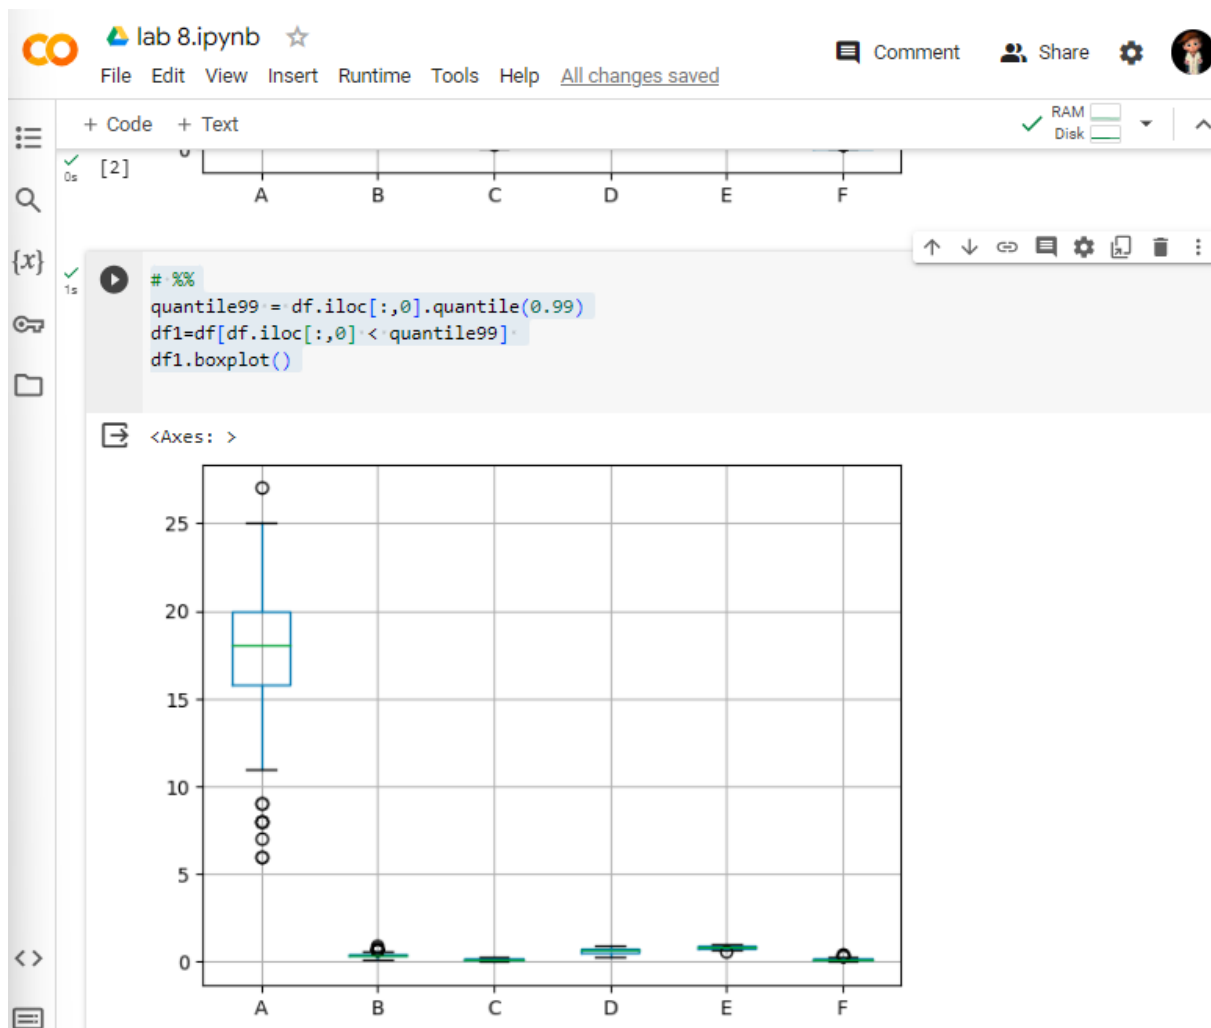 lab 8.ipynb
Comment
Share
File Edit View Insert Runtime Tools Help All changes saved
+ Code + Text
RAM
Disk
0s
[2]
0
A B C D E F
{x}
1s
# %%
quantile99 = df.iloc[:,0].quantile(0.99)
df1=df[df.iloc[:,0] < quantile99]
df1.boxplot()
<Axes: >
25
20
15
10
5
0
A B C D E F